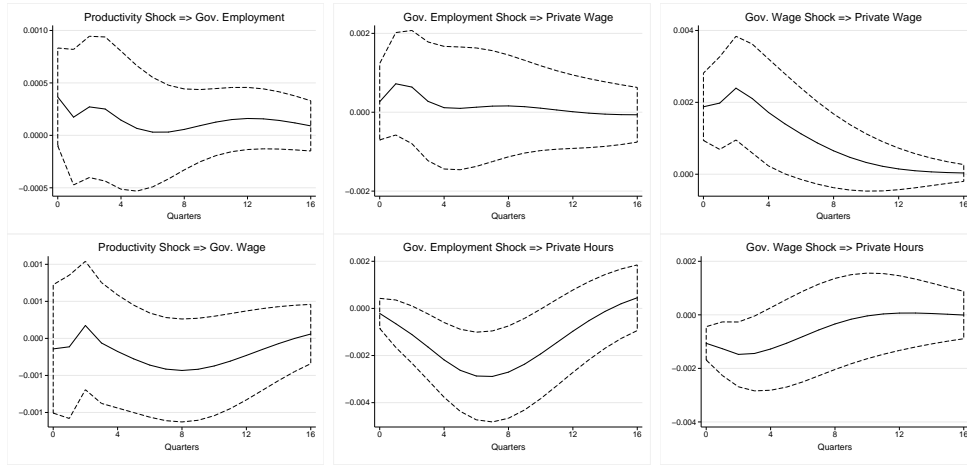 Productivity Shock => Gov. Employment
0.0010
0.0005
0.0000
−0.0005
0 4 8 12 16
Quarters
Gov. Employment Shock => Private Wage
0.002
0.000
−0.002
0 4 8 12 16
Quarters
Gov. Wage Shock => Private Wage
0.004
0.002
0.000
0 4 8 12 16
Quarters
Productivity Shock => Gov. Wage
0.001
0.001
0.000
−0.001
−0.001
0 4 8 12 16
Quarters
Gov. Employment Shock => Private Hours
0.002
0.000
−0.002
−0.004
0 4 8 12 16
Quarters
Gov. Wage Shock => Private Hours
0.002
0.000
−0.002
−0.004
0 4 8 12 16
Quarters